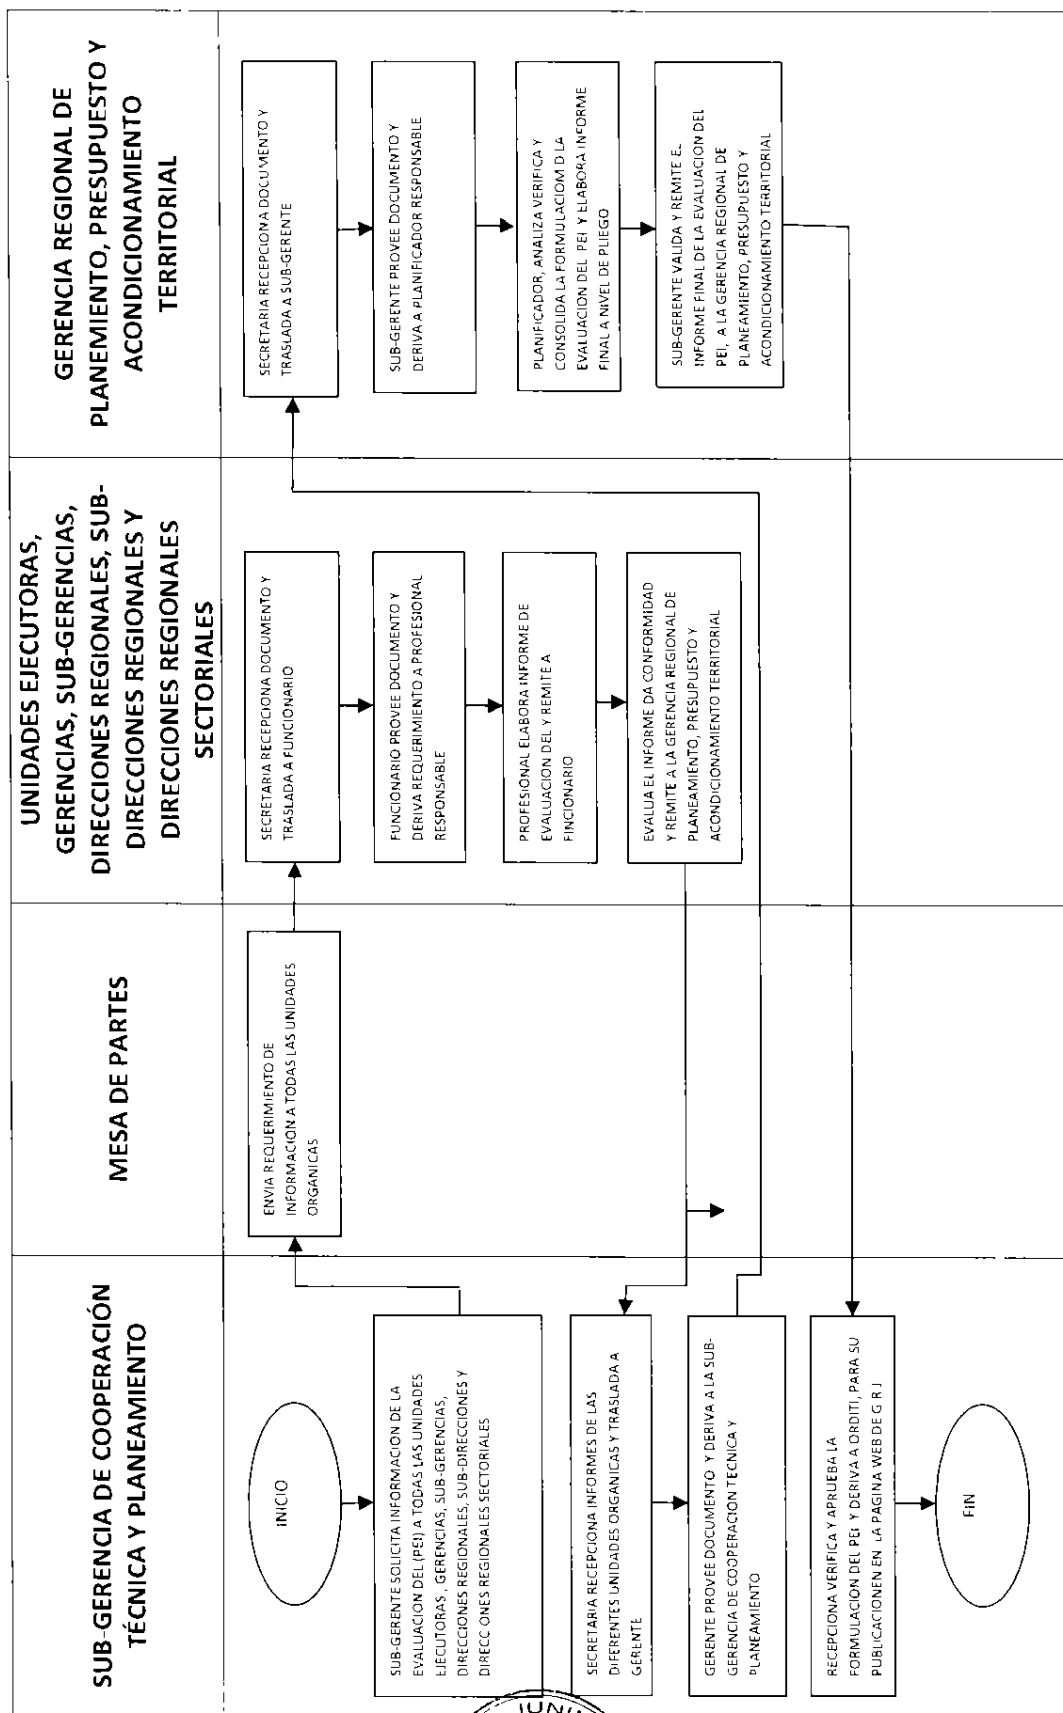 SUB-GERENCIA DE COOPERACIÓN
TÉCNICA Y PLANEAMIENTO
MESA DE PARTES
UNIDADES EJECUTORAS,
GERENCIAS, SUB-GERENCIAS,
DIRECCIONES REGIONALES, SUB-
DIRECCIONES REGIONALES Y
DIRECCIONES REGIONALES
SECTORIALES
GERENCIA REGIONAL DE
PLANEMIENTO, PRESUPUESTO Y
ACONDICIONAMIENTO
TERRITORIAL
INICIO
SUB-GERENTE SOLICITA INFORMACION DE LA
EVALUACION DEL (PEI) A TODAS LAS UNIDADES
EJECUTORAS, GERENCIAS, SUB-GERENCIAS,
DIRECCIONES REGIONALES, SUB-DIRECCIONES Y
DIRECCIONES REGIONALES SECTORIALES
ENVIA REQUERIMIENTO DE
INFORMACION A TODAS LAS UNIDADES
ORGANICAS
SECRETARIA RECEPCIONA DOCUMENTO Y
TRASLADA A FUNCIONARIO
FUNCIONARIO PROVEE DOCUMENTO Y
DERIVA REQUERIMIENTO A PROFESIONAL
RESPONSABLE
PROFESIONAL ELABORA INFORME DE
EVALUACION DEL Y REMITE A
FINCIONARIO
EVALUA EL INFORME DA CONFORMIDAD
Y REMITE A LA GERENCIA REGIONAL DE
PLANEAMIENTO, PRESUPUESTO Y
ACONDICIONAMIENTO TERRITORIAL
SECRETARIA RECEPCIONA INFORMES DE LAS
DIFERENTES UNIDADES ORGANICAS Y TRASLADA A
GERENTE
GERENTE PROVEE DOCUMENTO Y DERIVA A LA SUB-
GERENCIA DE COOPERACION TECNICA Y
PLANEAMIENTO
SECRETARIA RECEPCIONA DOCUMENTO Y
TRASLADA A SUB-GERENTE
SUB-GERENTE PROVEE DOCUMENTO Y
DERIVA A PLANIFICADOR RESPONSABLE
PLANIFICADOR, ANALIZA VERIFICA Y
CONSOLIDA LA FORMULACIOM D LA
EVALUACION DEL PEI Y ELABORA INFORME
FINAL A NIVEL DE PLIEGO
SUB-GERENTE VALIDA Y REMITE EL
INFORME FINAL DE LA EVALUACION DEL
PEI, A LA GERENCIA REGIONAL DE
PLANEAMIENTO, PRESUPUESTO Y
ACONDICIONAMIENTO TERRITORIAL
RECEPCIONA VERIFICA Y APRUEBA LA
FORMULACION DEL PEI Y DERIVA A ORDITI, PARA SU
PUBLICACIONEN EN LA PAGINA WEB DE G R J
FIN